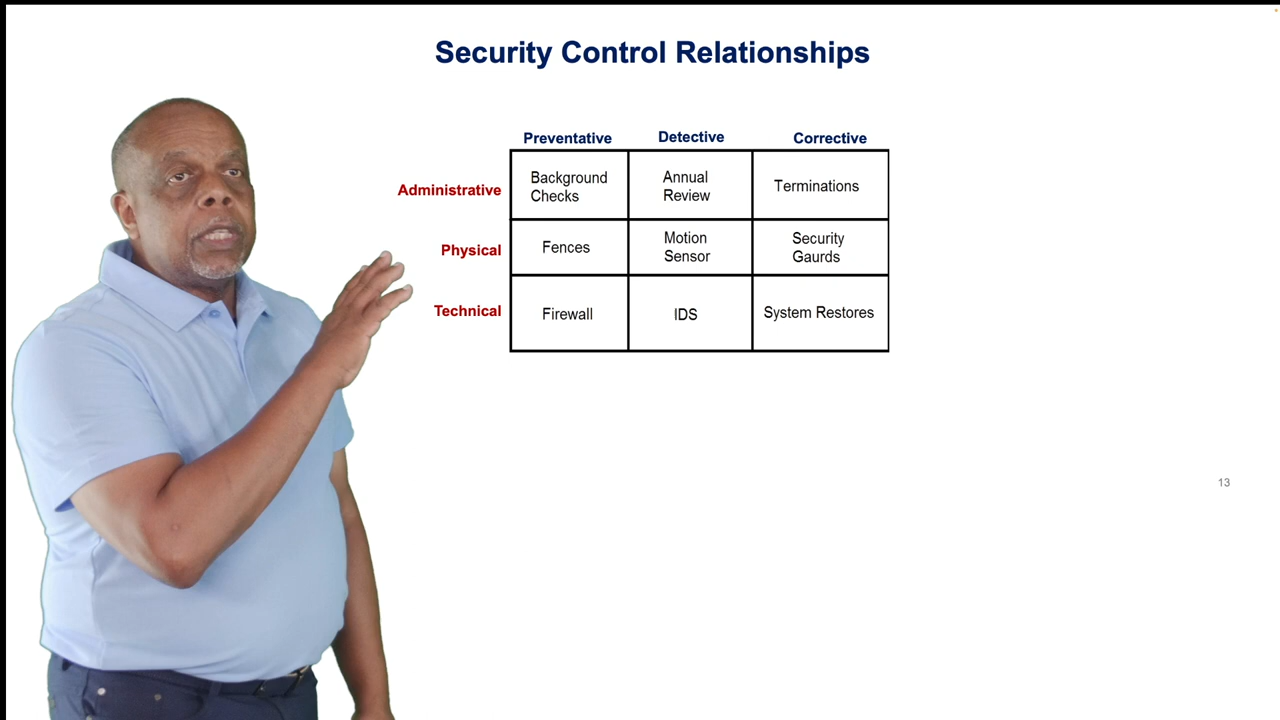 Security Control Relationships
Preventative Detective Corrective
Administrative
Background
Checks
Annual
Review
Terminations
Physical
Fences
Motion
Sensor
Security
Gaurds
Technical
Firewall
IDS
System Restores
13